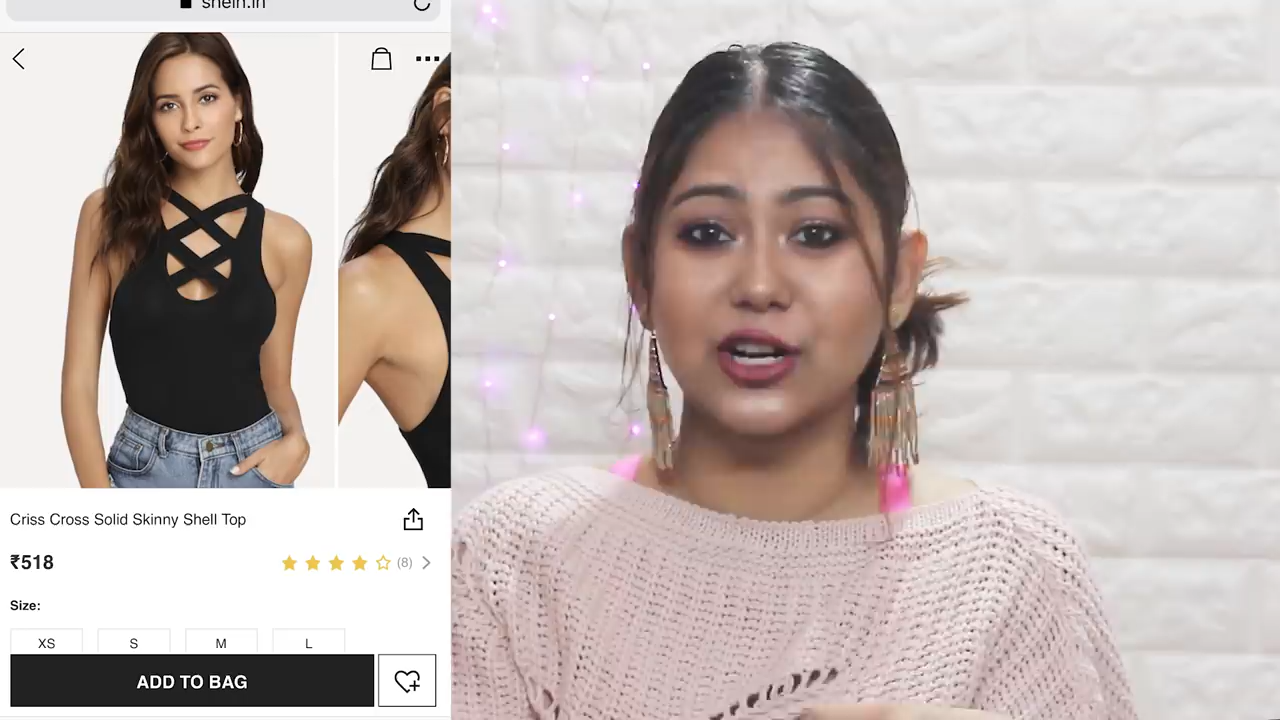 shein.in
Criss Cross Solid Skinny Shell Top
₹518
(8)
Size:
XS S M L
ADD TO BAG